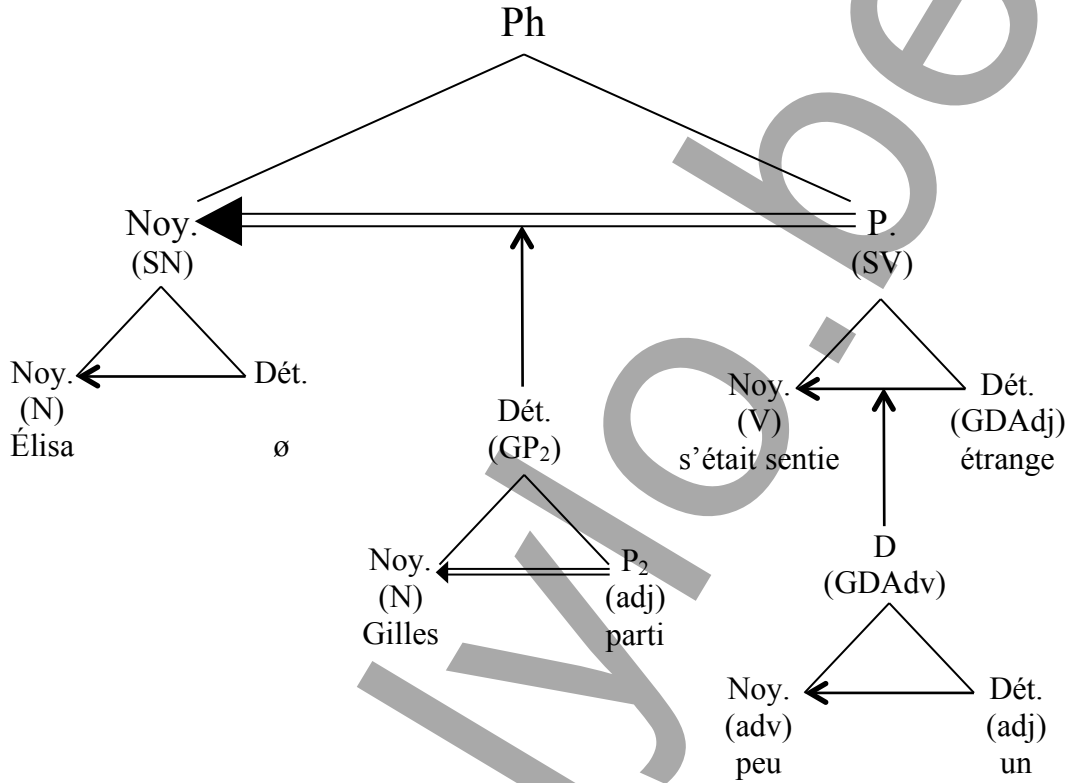 Ph
Noy. P.
(SN) (SV)
Noy. Dét.
(N)
Élisa ø
Dét.
(GP₂)
Noy. Dét.
(V) (GDAdj)
s'était sentie étrange
Noy. P₂
(N) (adj)
Gilles parti
D
(GDAdv)
Noy. Dét.
(adv) (adj)
peu un